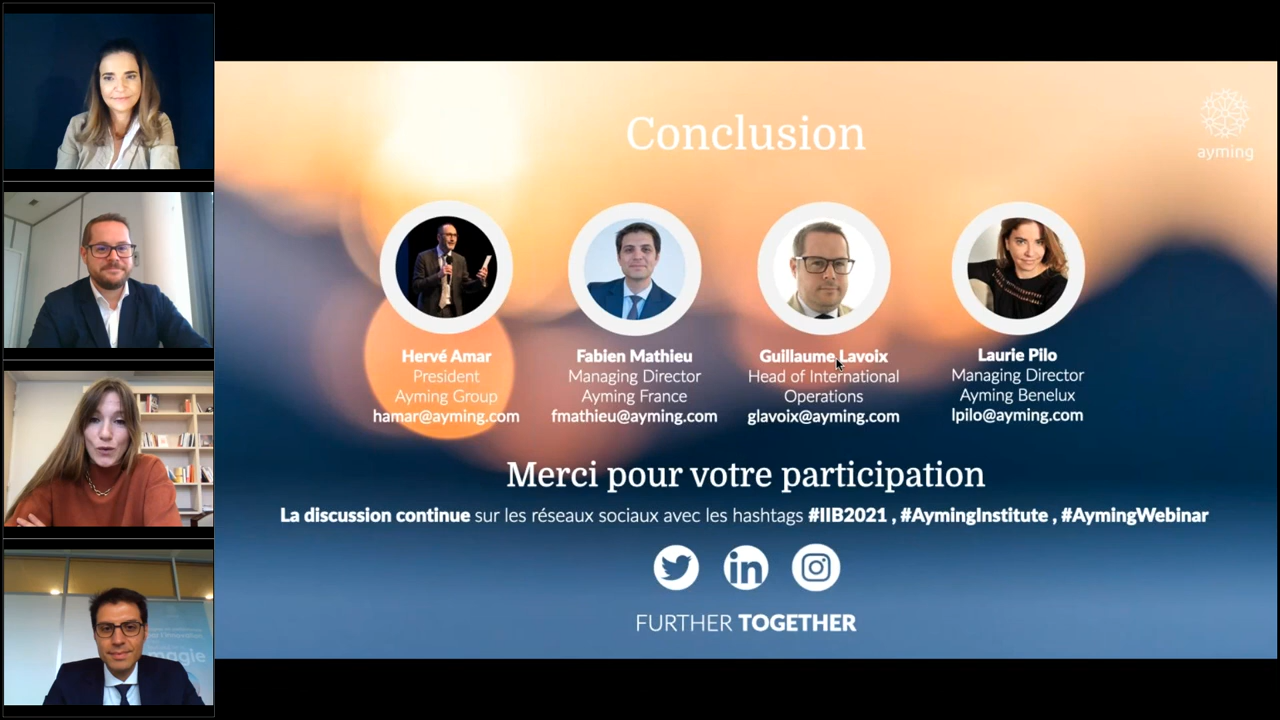 Conclusion
ayming
Hervé Amar
President
Ayming Group
hamar@ayming.com
Fabien Mathieu
Managing Director
Ayming France
fmathieu@ayming.com
Guillaume Lavoix
Head of International
Operations
glavoix@ayming.com
Laurie Pilo
Managing Director
Ayming Benelux
lpilo@ayming.com
Merci pour votre participation
La discussion continue sur les réseaux sociaux avec les hashtags #IIB2021 , #AymingInstitute , #AymingWebinar
in
FURTHER TOGETHER
magie